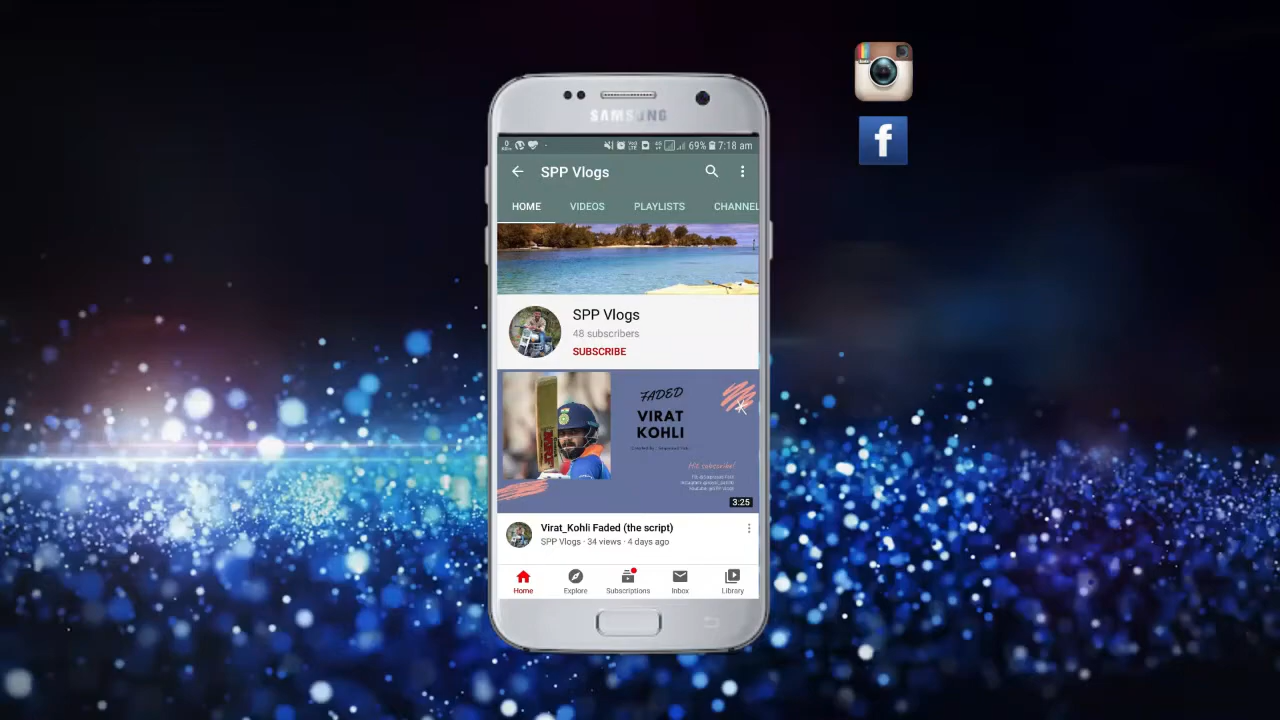 SAMSUNG
69% 7:18 am
SPP Vlogs
HOME VIDEOS PLAYLISTS CHANNEL
SPP Vlogs
48 subscribers
SUBSCRIBE
FADED
VIRAT
KOHLI
Hit subscribe!
3:25
Virat_Kohli Faded (the script)
SPP Vlogs · 34 views · 4 days ago
Home Explore Subscriptions Inbox Library
f